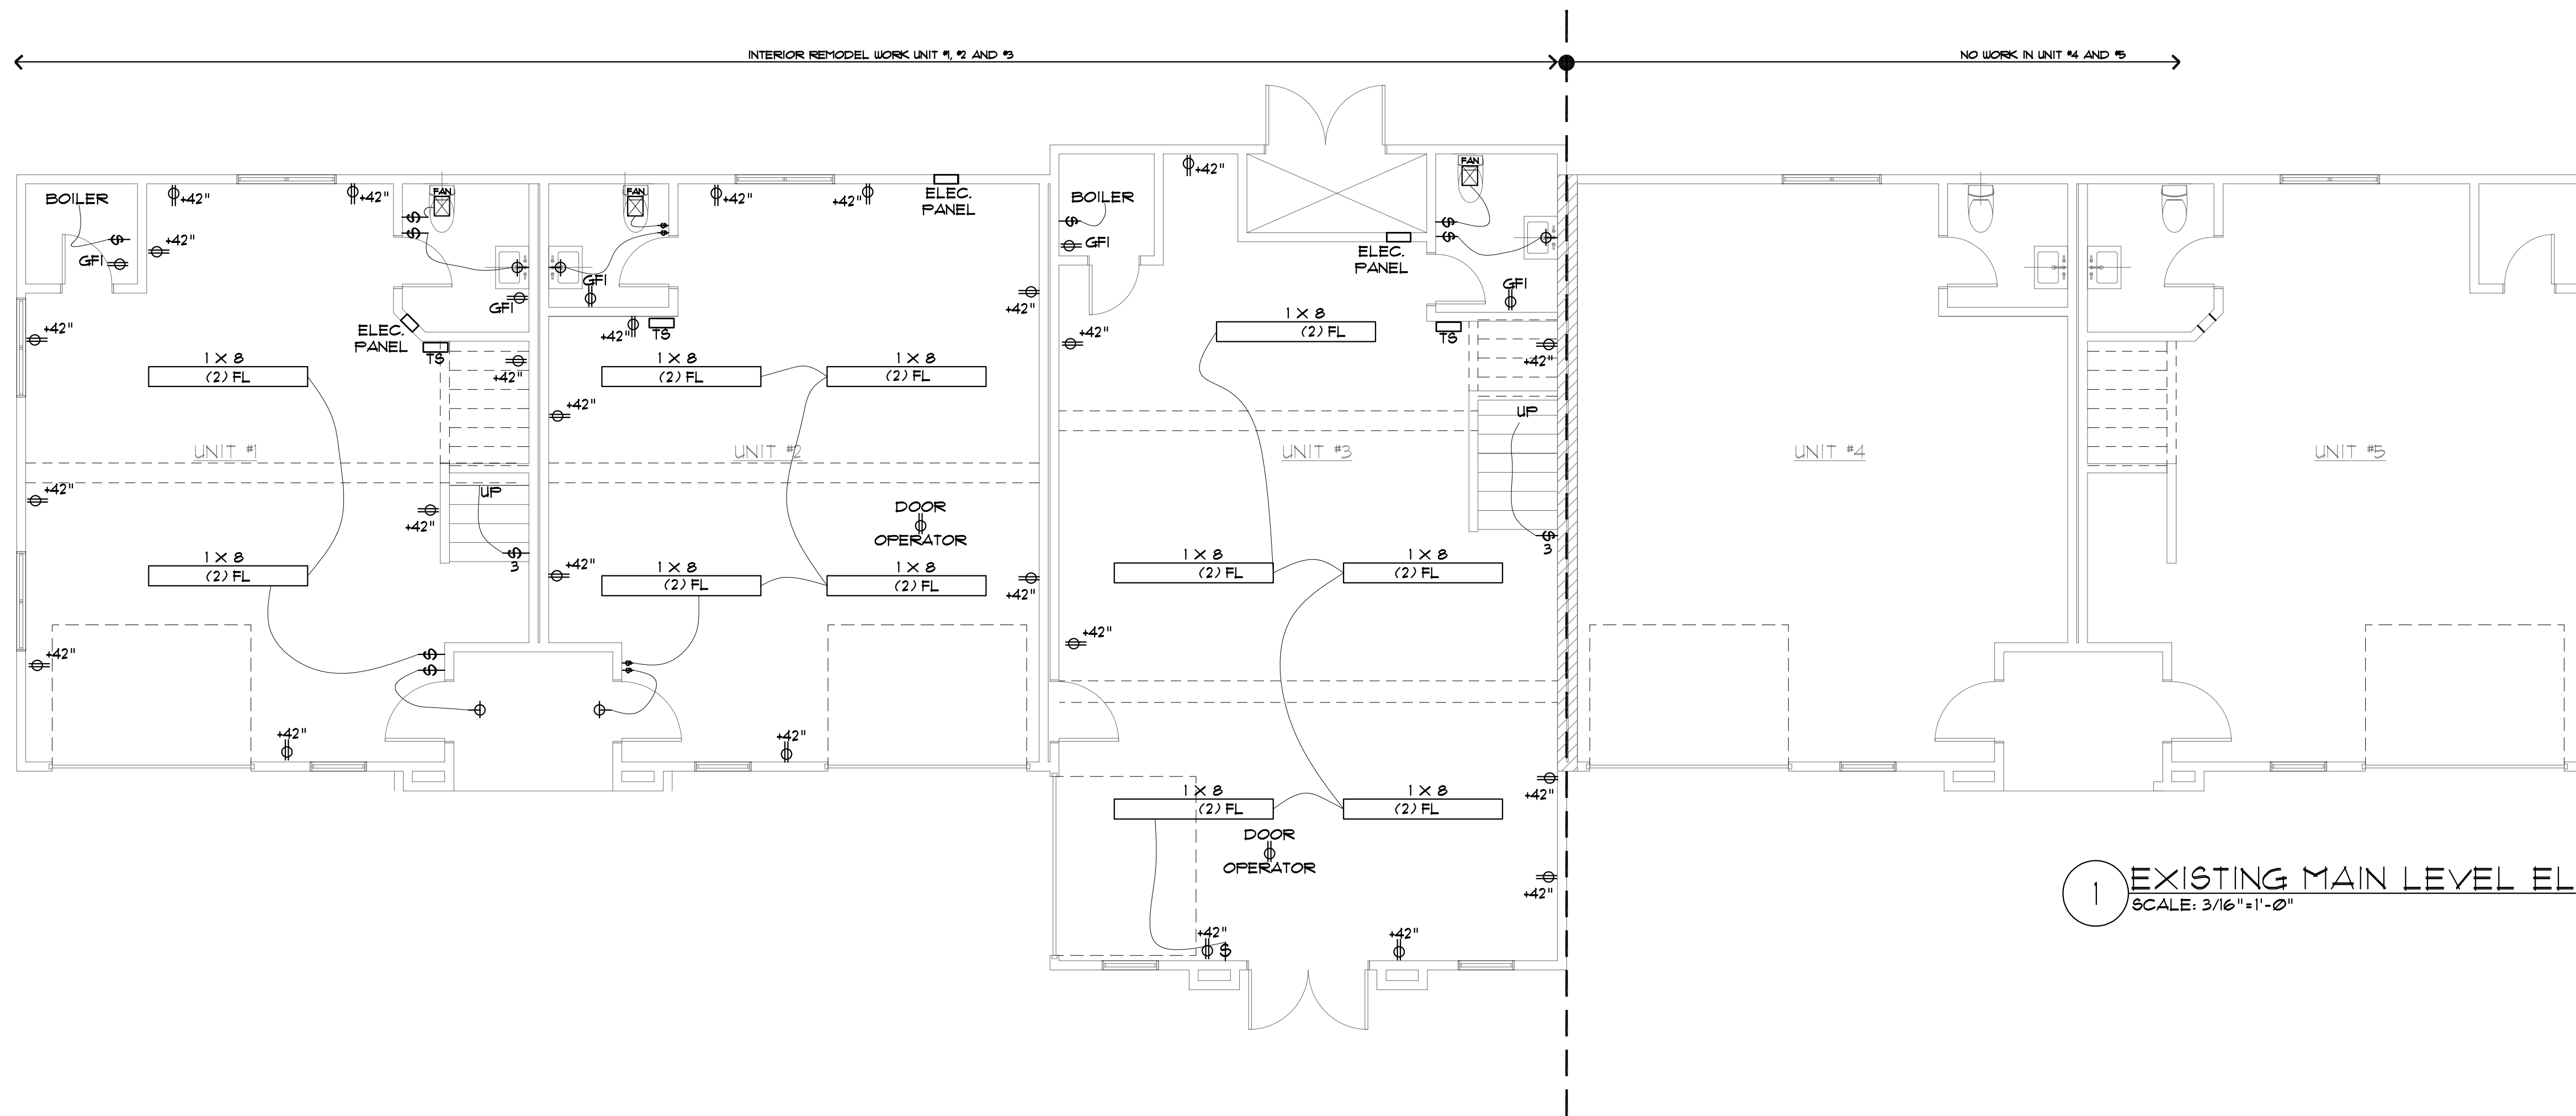 INTERIOR REMODEL WORK UNIT #1, #2 AND #3
NO WORK IN UNIT #4 AND #5
BOILER
+42"
+42"
FAN
$
$
$
GFI
+42"
GFI
ELEC.
PANEL
TS
+42"
+42"
1 X 8
(2) FL
UNIT #1
+42"
+42"
UP
$
3
1 X 8
(2) FL
+42"
$
$
+42"
FAN
$
$
+42"
+42"
ELEC.
PANEL
GFI
+42"
TS
+42"
1 X 8
(2) FL
1 X 8
(2) FL
+42"
UNIT #2
DOOR
OPERATOR
+42"
1 X 8
(2) FL
1 X 8
(2) FL
+42"
$
$
+42"
BOILER
$
GFI
+42"
FAN
$
$
ELEC.
PANEL
GFI
1 X 8
(2) FL
TS
+42"
+42"
UP
UNIT #3
$
3
1 X 8
(2) FL
1 X 8
(2) FL
+42"
1 X 8
(2) FL
1 X 8
(2) FL
+42"
DOOR
OPERATOR
+42"
+42"
$
+42"
UNIT #4
UNIT #5
1
EXISTING MAIN LEVEL EL
SCALE: 3/16"=1'-0"